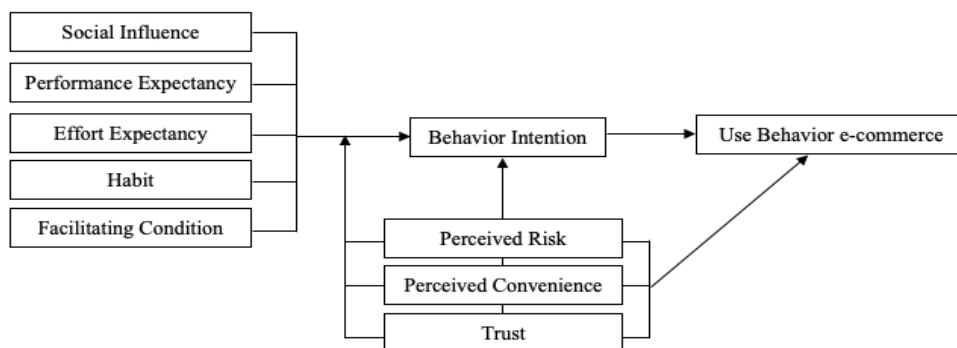 Social Influence
Performance Expectancy
Effort Expectancy
Habit
Facilitating Condition
Behavior Intention
Use Behavior e-commerce
Perceived Risk
Perceived Convenience
Trust